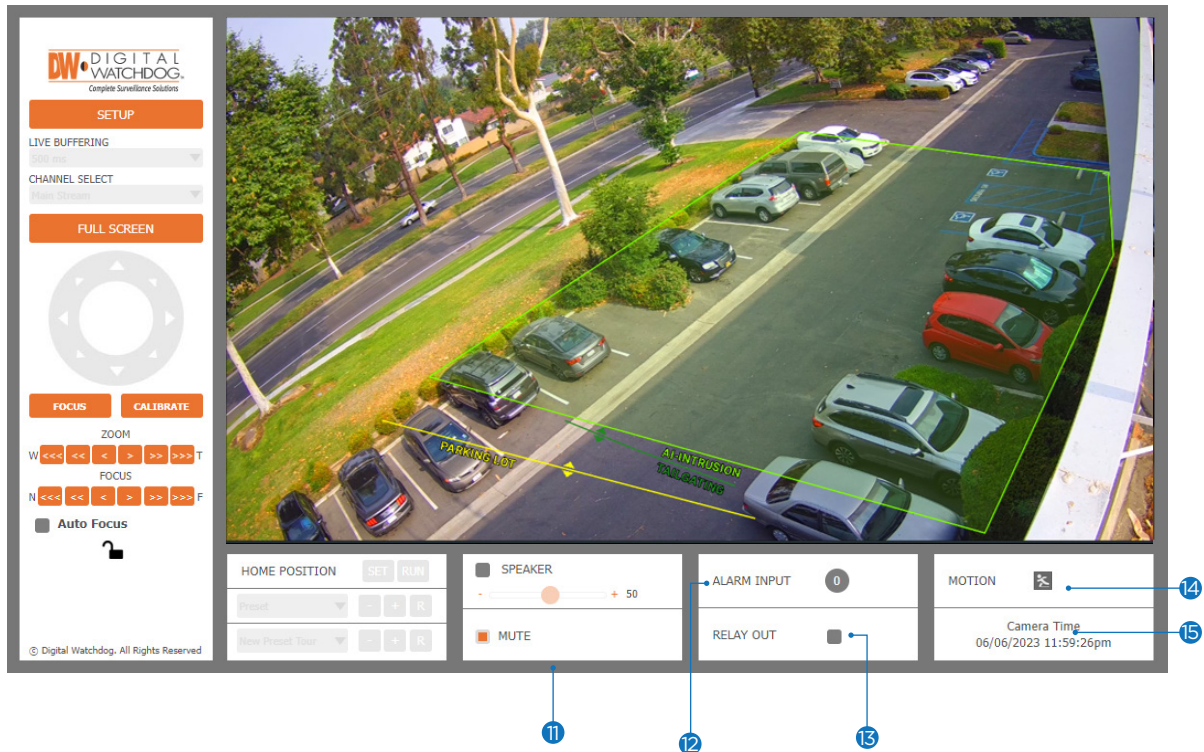 DW DIGITAL
WATCHDOG®
Complete Surveillance Solutions
SETUP
LIVE BUFFERING
500 ms
CHANNEL SELECT
Main Stream
FULL SCREEN
FOCUS CALIBRATE
ZOOM
W <<< << < > >> >>> T
FOCUS
N <<< << < > >> >>> F
Auto Focus
© Digital Watchdog. All Rights Reserved
PARKING LOT
AI-INTRUSION
TAILGATING
HOME POSITION SET RUN
Preset - + R
New Preset Tour - + R
SPEAKER
- + 50
MUTE
ALARM INPUT 0
RELAY OUT
MOTION
Camera Time
06/06/2023 11:59:26pm
11
12
13
14
15